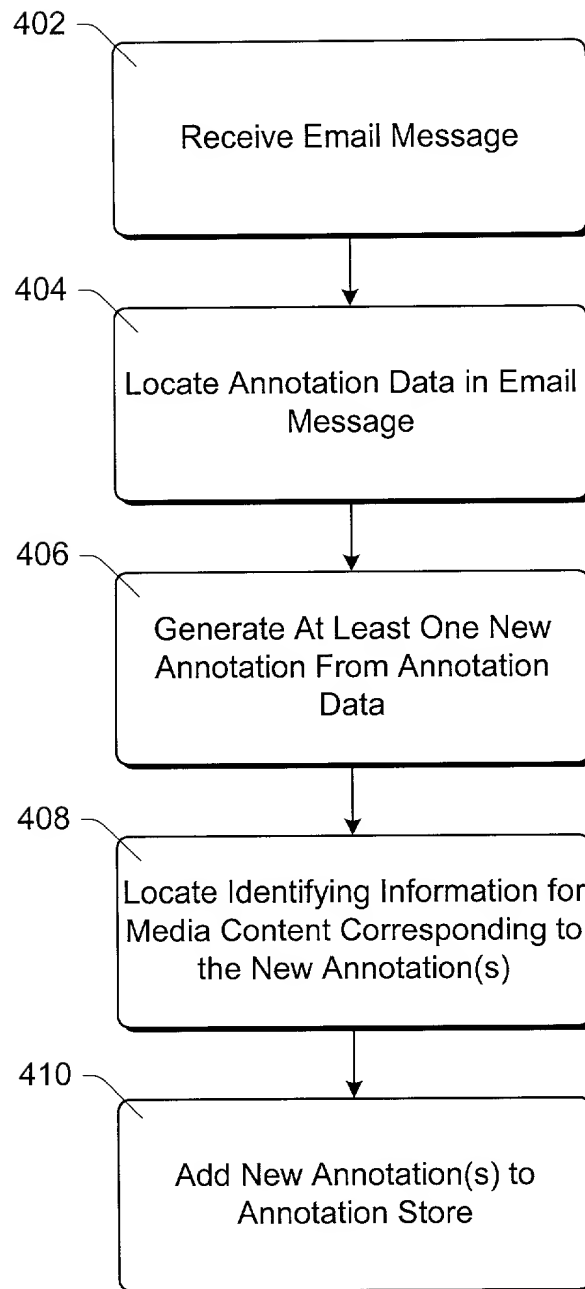 402
Receive Email Message
404
Locate Annotation Data in Email
Message
406
Generate At Least One New
Annotation From Annotation
Data
408
Locate Identifying Information for
Media Content Corresponding to
the New Annotation(s)
410
Add New Annotation(s) to
Annotation Store